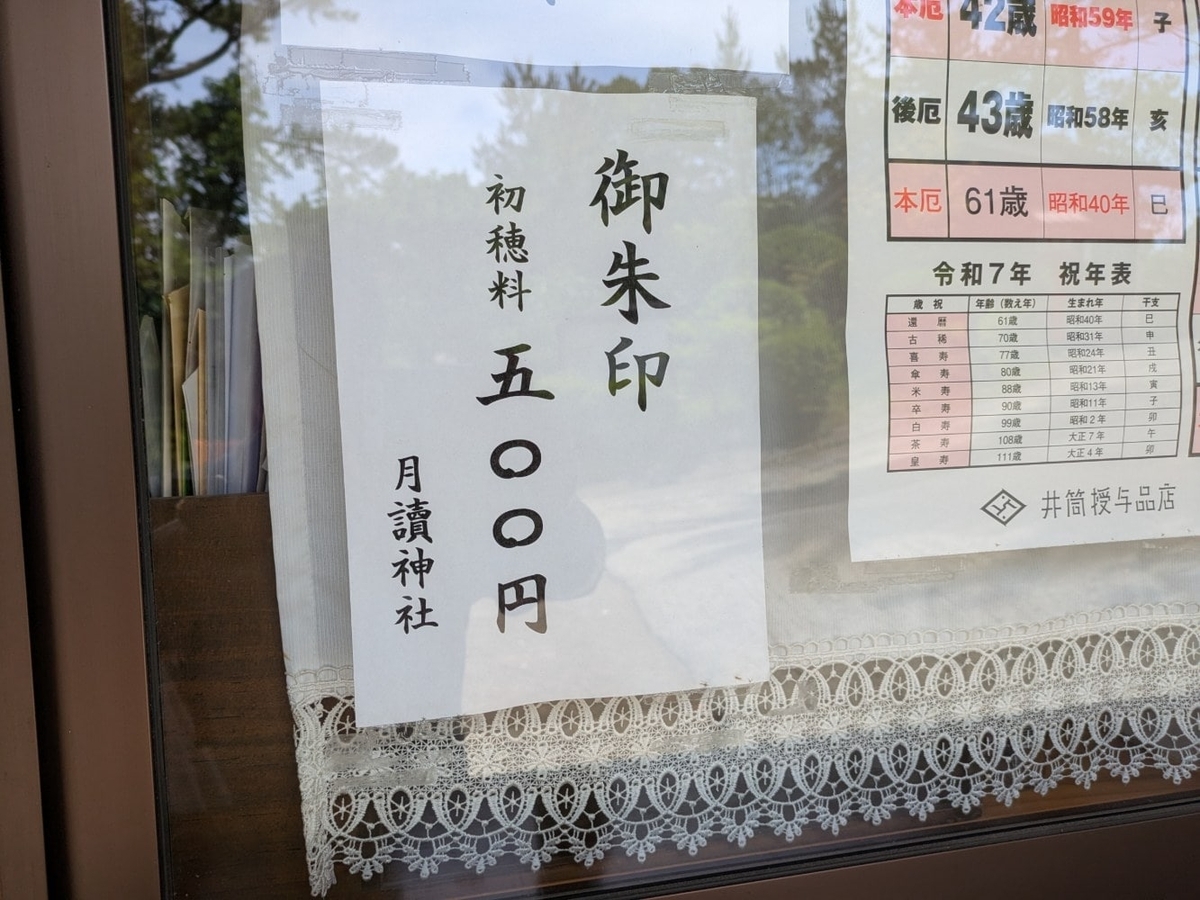 御朱印
初穂料 五〇〇円
月讀神社
本厄 42歳 昭和59年 子
後厄 43歳 昭和58年 亥
本厄 61歳 昭和40年 巳
令和7年 祝年表
歳祝 年齢(数え年) 生まれ年 干支
還暦 61歳 昭和40年 巳
古稀 70歳 昭和31年 申
喜寿 77歳 昭和24年 丑
傘寿 80歳 昭和21年 戌
米寿 88歳 昭和13年 寅
卒寿 90歳 昭和11年 子
白寿 99歳 昭和2年 卯
茶寿 108歳 大正7年 午
皇寿 111歳 大正4年 卯
井筒授与品店